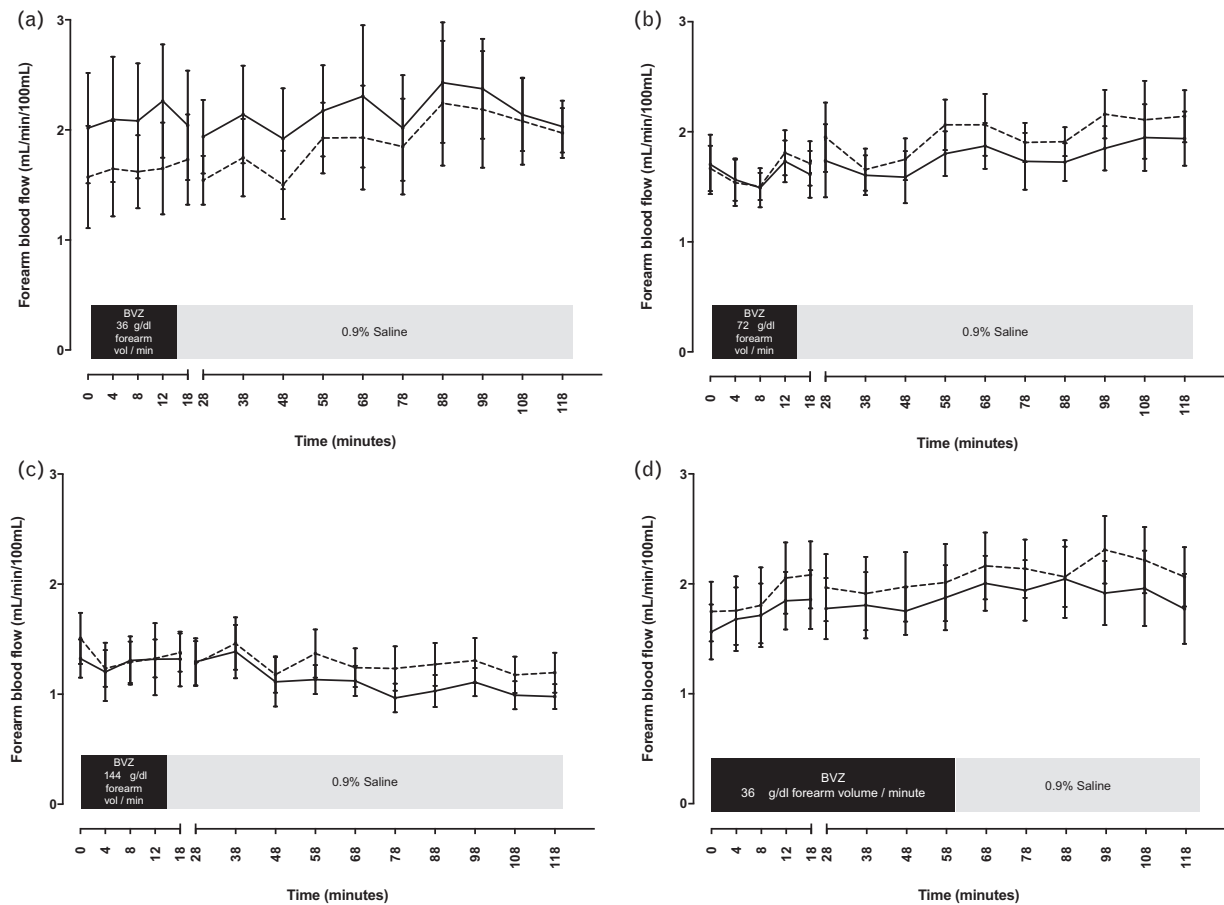 (a)
Forearm blood flow (mL/min/100mL)
3
2
1
0
BVZ
36 g/dl
forearm
vol / min
0.9% Saline
0 4 8 12 18 28 38 48 58 68 78 88 98 108 118
Time (minutes)
(b)
Forearm blood flow (mL/min/100mL)
3
2
1
0
BVZ
72 g/dl
forearm
vol / min
0.9% Saline
0 4 8 12 18 28 38 48 58 68 78 88 98 108 118
Time (minutes)
(c)
Forearm blood flow (mL/min/100mL)
3
2
1
0
BVZ
144 g/dl
forearm
vol / min
0.9% Saline
0 4 8 12 18 28 38 48 58 68 78 88 98 108 118
Time (minutes)
(d)
Forearm blood flow (mL/min/100mL)
3
2
1
0
BVZ
36 g/dl forearm volume / minute
0.9% Saline
0 4 8 12 18 28 38 48 58 68 78 88 98 108 118
Time (minutes)